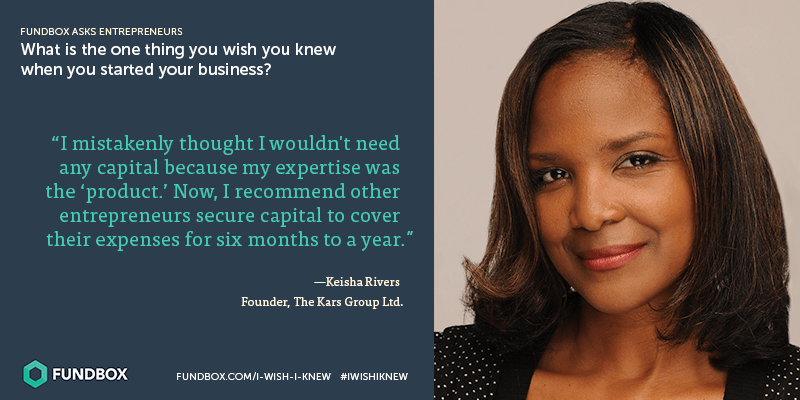 FUNDBOX ASKS ENTREPRENEURS
What is the one thing you wish you knew
when you started your business?
“I mistakenly thought I wouldn't need
any capital because my expertise was
the ‘product.’ Now, I recommend other
entrepreneurs secure capital to cover
their expenses for six months to a year.”
—Keisha Rivers
Founder, The Kars Group Ltd.
FUNDBOX
FUNDBOX.COM/I-WISH-I-KNEW #IWISHIKNEW